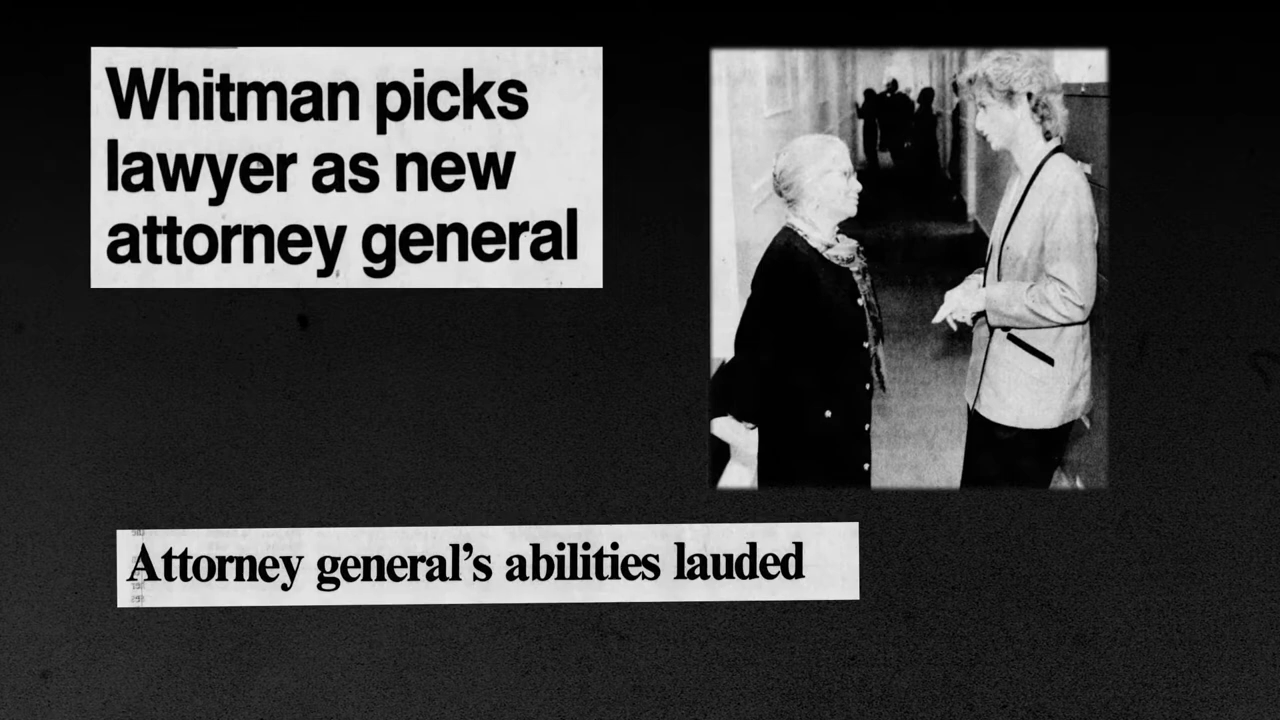 Whitman picks
lawyer as new
attorney general
Attorney general's abilities lauded